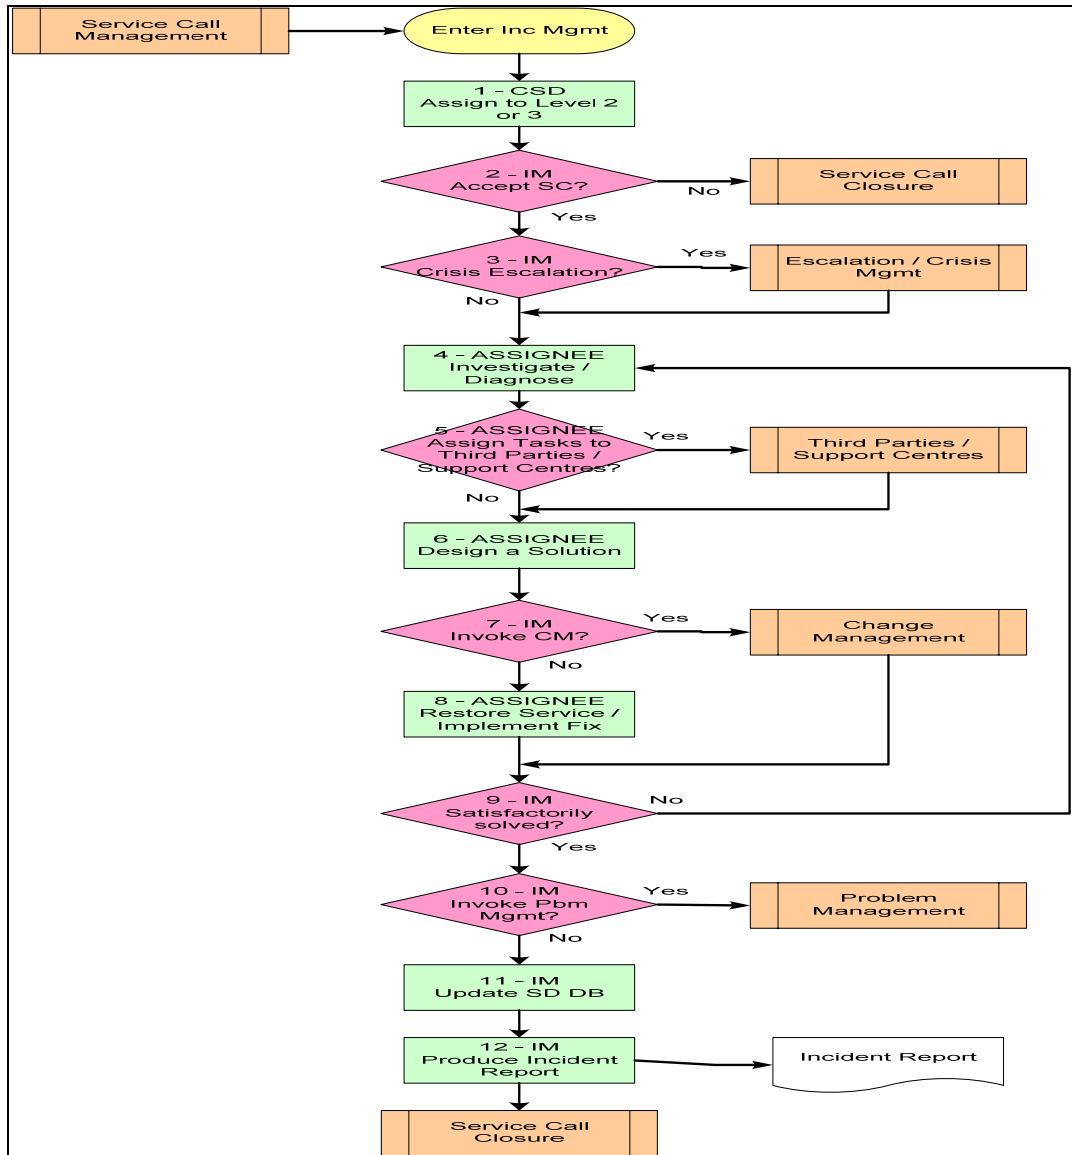 Service Call
Management
Enter Inc Mgmt
1 - CSD
Assign to Level 2
or 3
2 - IM
Accept SC?
No
Service Call
Closure
Yes
3 - IM
Crisis Escalation?
Yes
Escalation / Crisis
Mgmt
No
4 - ASSIGNEE
Investigate /
Diagnose
5 - ASSIGNEE
Assign Tasks to
Third Parties /
Support Centres?
Yes
Third Parties /
Support Centres
No
6 - ASSIGNEE
Design a Solution
7 - IM
Invoke CM?
Yes
Change
Management
No
8 - ASSIGNEE
Restore Service /
Implement Fix
9 - IM
Satisfactorily
solved?
No
Yes
10 - IM
Invoke Pbm
Mgmt?
Yes
Problem
Management
No
11 - IM
Update SD DB
12 - IM
Produce Incident
Report
Incident Report
Service Call
Closure